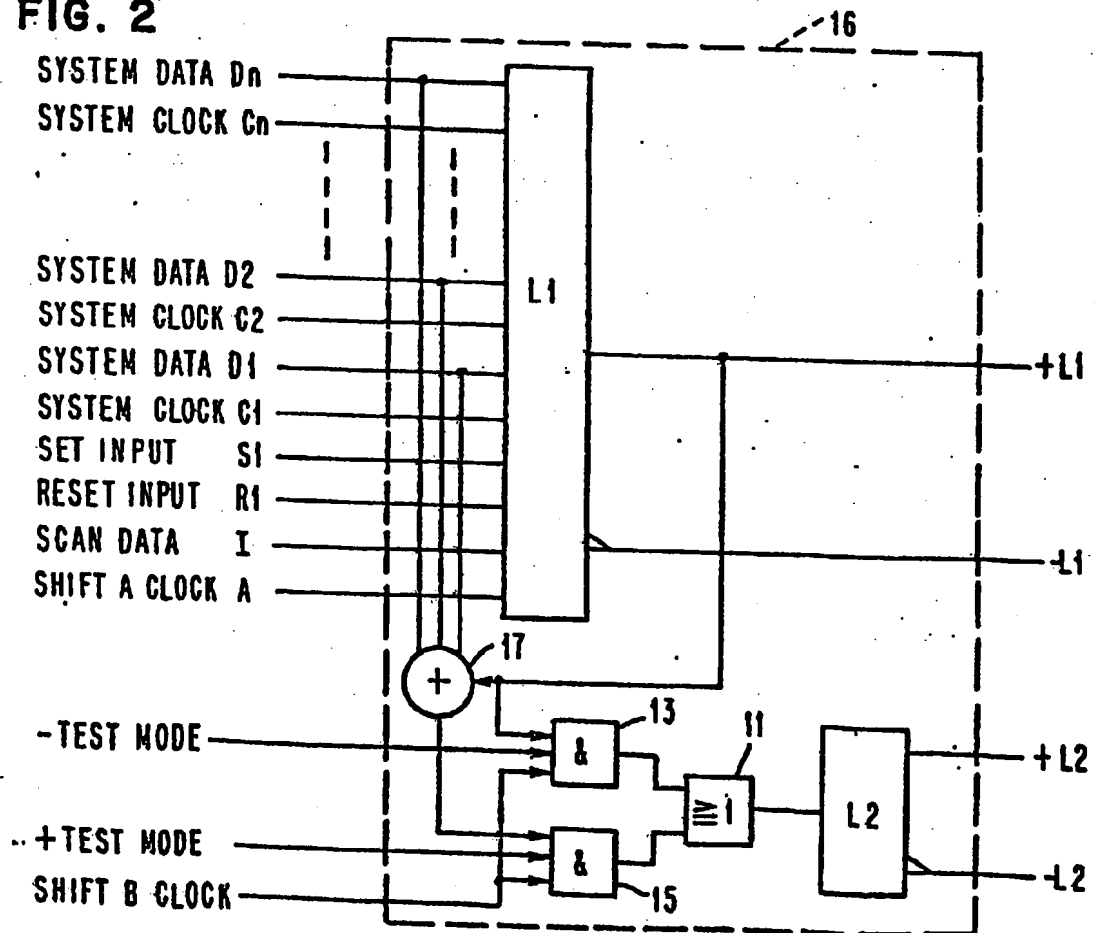 FIG. 2
16
SYSTEM DATA Dn
SYSTEM CLOCK Cn
SYSTEM DATA D2
SYSTEM CLOCK C2
SYSTEM DATA D1
SYSTEM CLOCK C1
SET INPUT S1
RESET INPUT R1
SCAN DATA I
SHIFT A CLOCK A
L1
+L1
-L1
17
+
-TEST MODE
13
&
11
≥1
L2
+L2
-L2
+TEST MODE
&
15
SHIFT B CLOCK